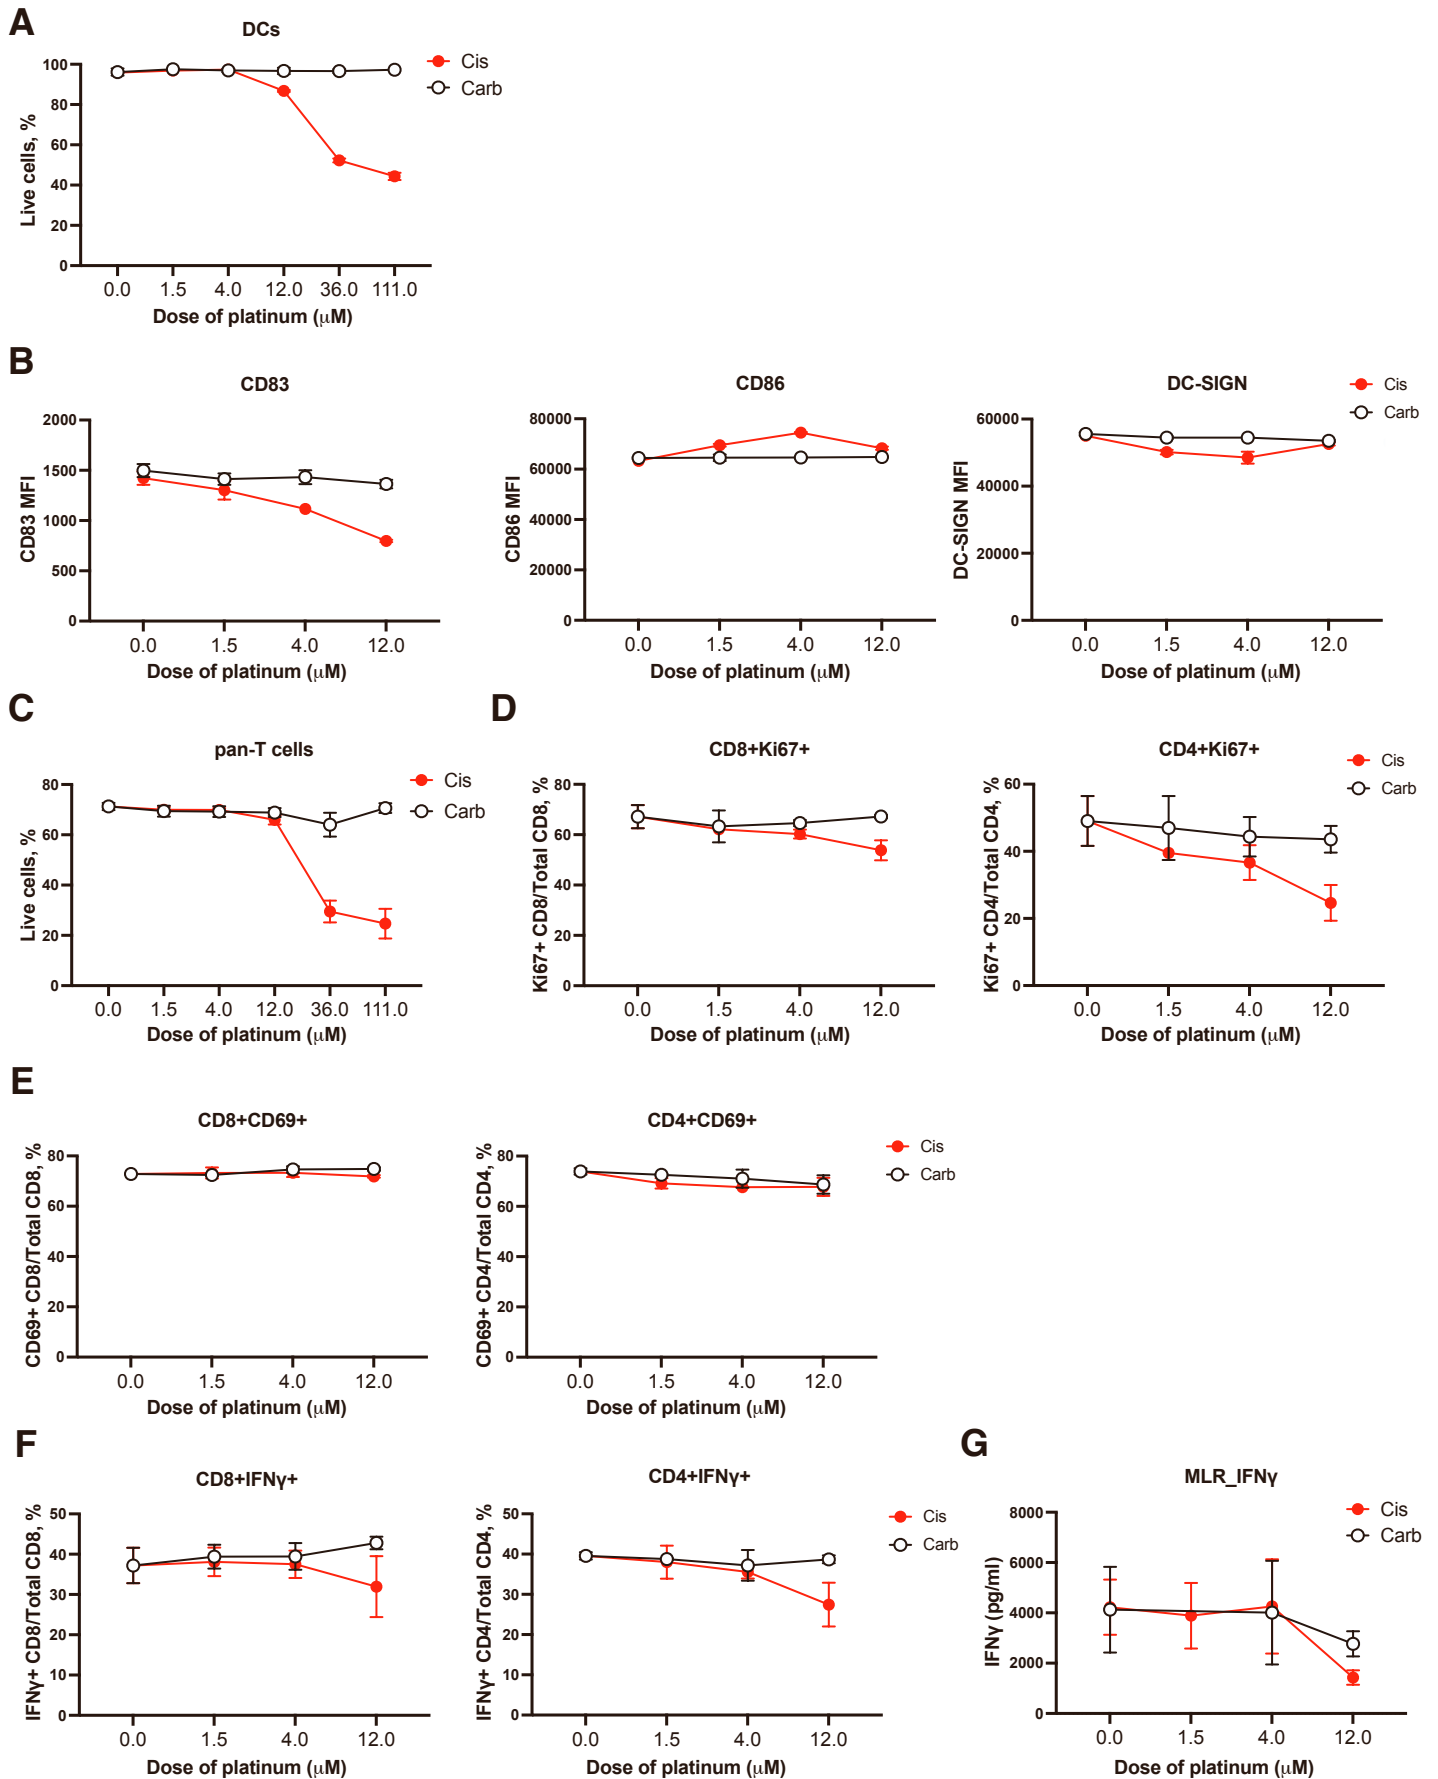 A
DCs
Cis
Carb
Live cells, %
100
80
60
40
20
0
0.0 1.5 4.0 12.0 36.0 111.0
Dose of platinum (μM)
B
CD83
CD83 MFI
2000
1500
1000
500
0
0.0 1.5 4.0 12.0
Dose of platinum (μM)
CD86
CD86 MFI
80000
60000
40000
20000
0
0.0 1.5 4.0 12.0
Dose of platinum (μM)
DC-SIGN
Cis
Carb
DC-SIGN MFI
60000
40000
20000
0
0.0 1.5 4.0 12.0
Dose of platinum (μM)
C
pan-T cells
Cis
Carb
Live cells, %
80
60
40
20
0
0.0 1.5 4.0 12.0 36.0 111.0
Dose of platinum (μM)
D
CD8+Ki67+
Ki67+ CD8/Total CD8, %
80
60
40
20
0
0.0 1.5 4.0 12.0
Dose of platinum (μM)
CD4+Ki67+
Cis
Carb
Ki67+ CD4/Total CD4, %
60
40
20
0
0.0 1.5 4.0 12.0
Dose of platinum (μM)
E
CD8+CD69+
CD69+ CD8/Total CD8, %
80
60
40
20
0
0.0 1.5 4.0 12.0
Dose of platinum (μM)
CD4+CD69+
Cis
Carb
CD69+ CD4/Total CD4, %
80
60
40
20
0
0.0 1.5 4.0 12.0
Dose of platinum (μM)
F
CD8+IFNγ+
IFNγ+ CD8/Total CD8, %
50
40
30
20
10
0
0.0 1.5 4.0 12.0
Dose of platinum (μM)
CD4+IFNγ+
Cis
Carb
IFNγ+ CD4/Total CD4, %
50
40
30
20
10
0
0.0 1.5 4.0 12.0
Dose of platinum (μM)
G
MLR_IFNγ
Cis
Carb
IFNγ (pg/ml)
8000
6000
4000
2000
0
0.0 1.5 4.0 12.0
Dose of platinum (μM)